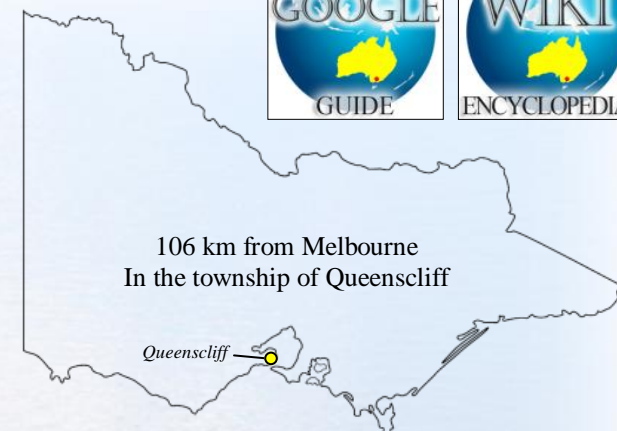 GOOGLE
GUIDE
WIKI
ENCYCLOPEDIA
106 km from Melbourne
In the township of Queenscliff
Queenscliff